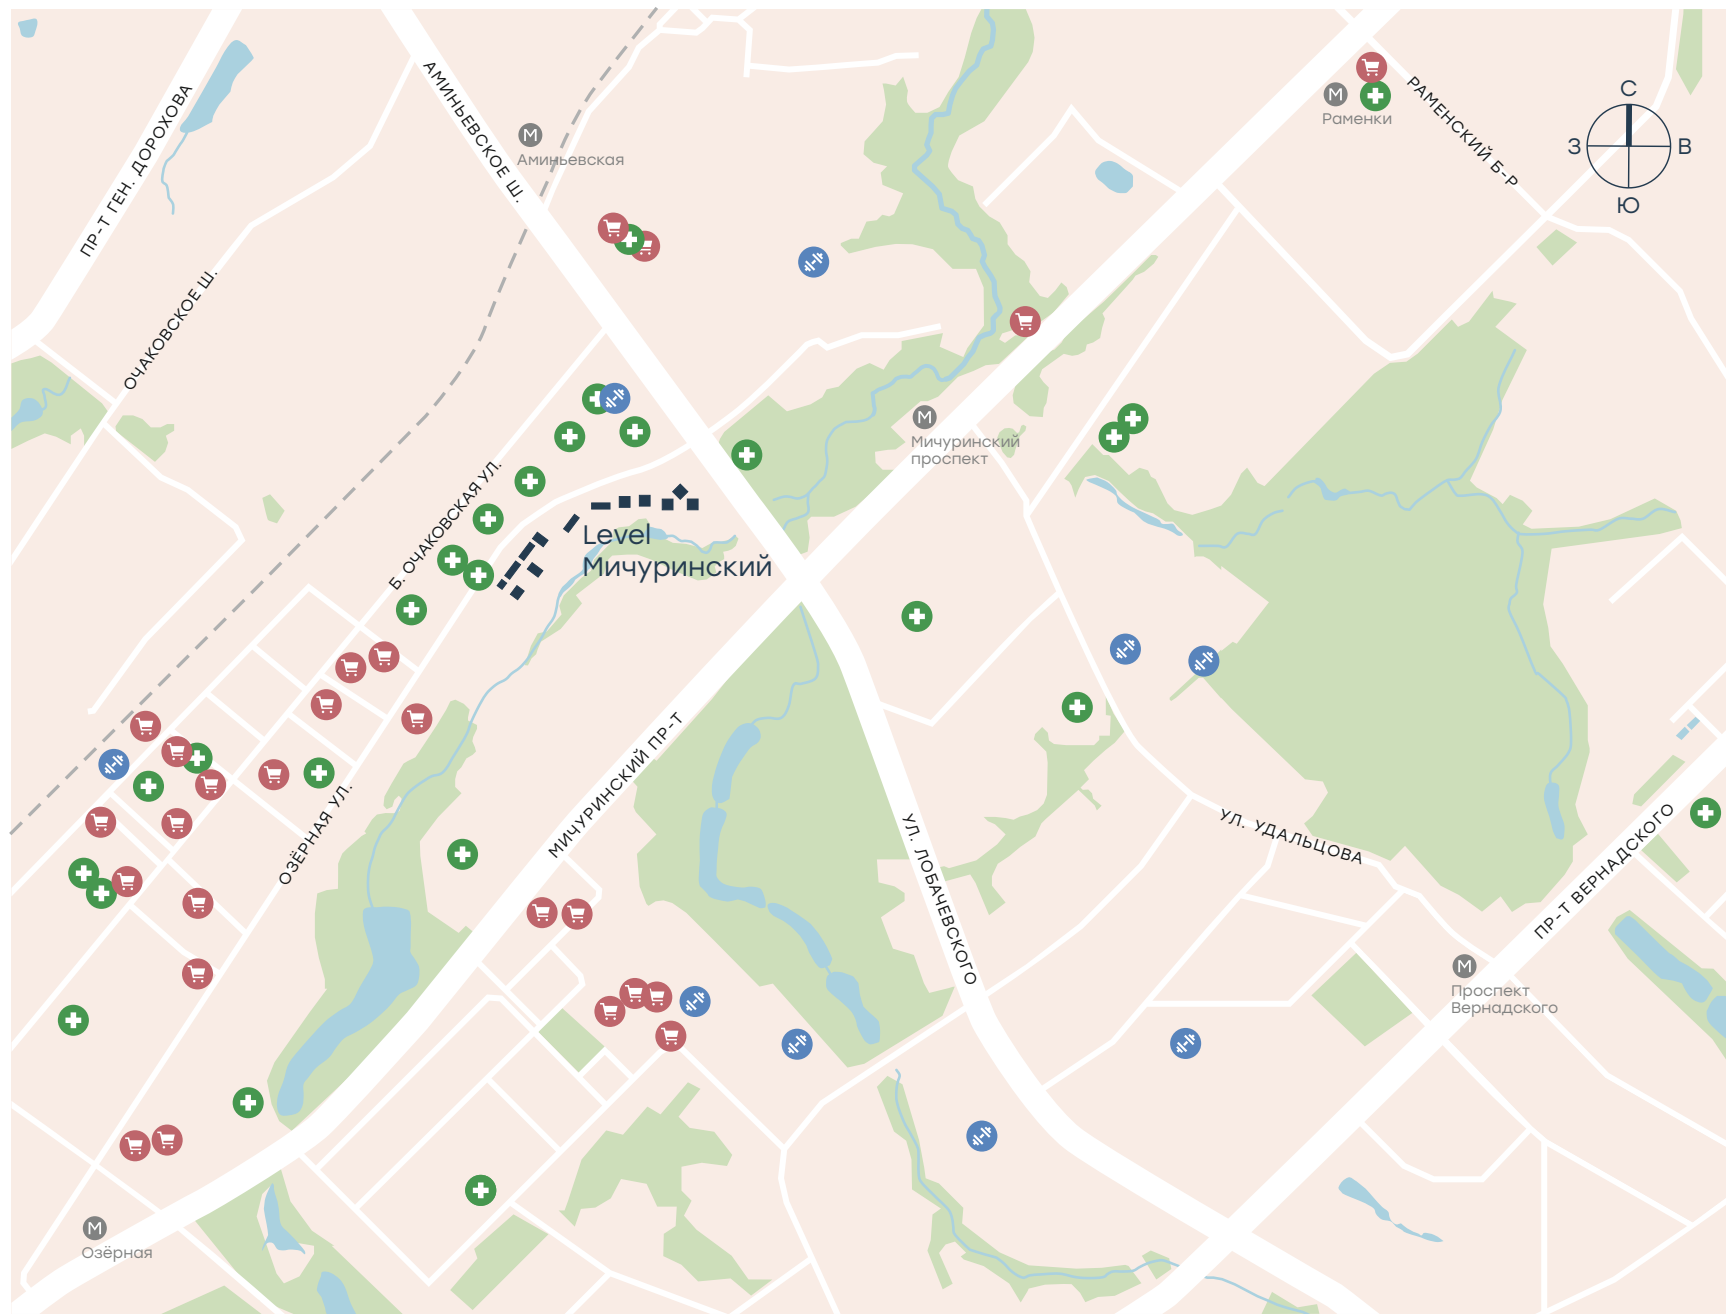 ПР-Т ГЕН. ДОРОХОВА
АМИНЬЕВСКОЕ Ш.
М
Аминьевская
М
Раменки
РАМЕНСКИЙ Б-Р
С
З
В
Ю
ОЧАКОВСКОЕ Ш.
М
Мичуринский
проспект
Б. ОЧАКОВСКАЯ УЛ.
Level
Мичуринский
МИЧУРИНСКИЙ ПР-Т
ОЗЁРНАЯ УЛ.
УЛ. ЛОБАЧЕВСКОГО
УЛ. УДАЛЬЦОВА
ПР-Т ВЕРНАДСКОГО
М
Проспект
Вернадского
М
Озёрная